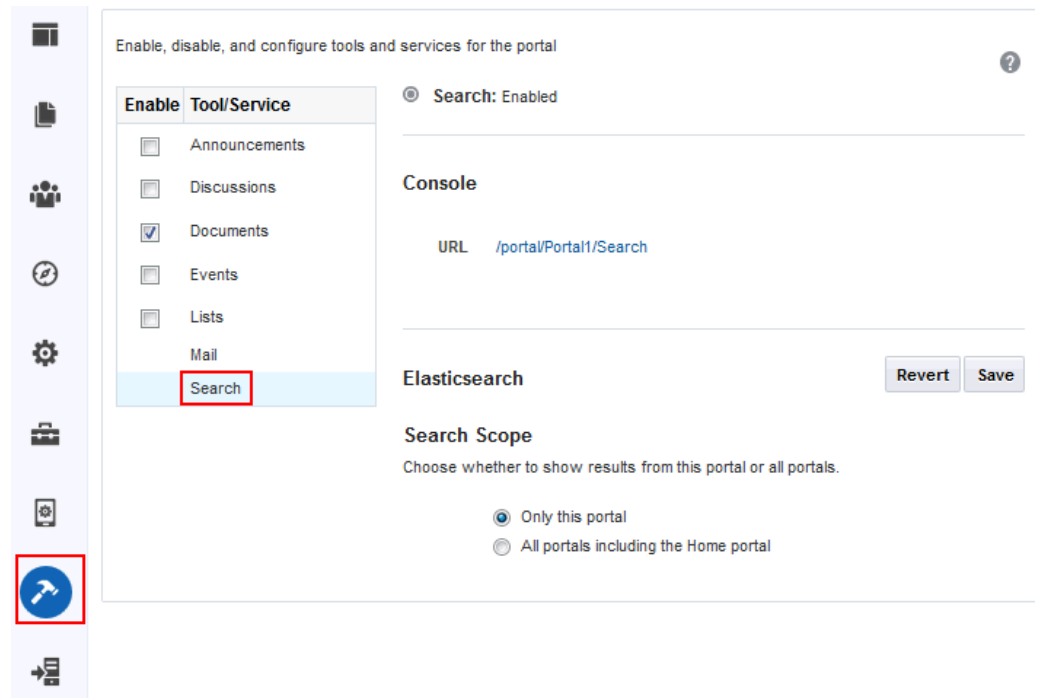 Enable, disable, and configure tools and services for the portal
Enable Tool/Service
Announcements
Discussions
Documents
Events
Lists
Mail
Search
Search: Enabled
Console
URL /portal/Portal1/Search
Elasticsearch
Revert Save
Search Scope
Choose whether to show results from this portal or all portals.
Only this portal
All portals including the Home portal